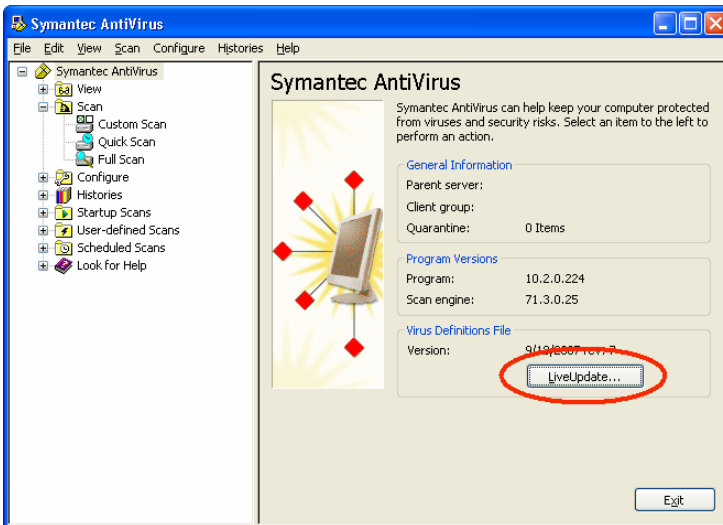 Symantec AntiVirus
File Edit View Scan Configure Histories Help
Symantec AntiVirus
View
Scan
Custom Scan
Quick Scan
Full Scan
Configure
Histories
Startup Scans
User-defined Scans
Scheduled Scans
Look for Help
Symantec AntiVirus
Symantec AntiVirus can help keep your computer protected
from viruses and security risks. Select an item to the left to
perform an action.
General Information
Parent server:
Client group:
Quarantine: 0 Items
Program Versions
Program: 10.2.0.224
Scan engine: 71.3.0.25
Virus Definitions File
Version: rev. 7
LiveUpdate...
Exit